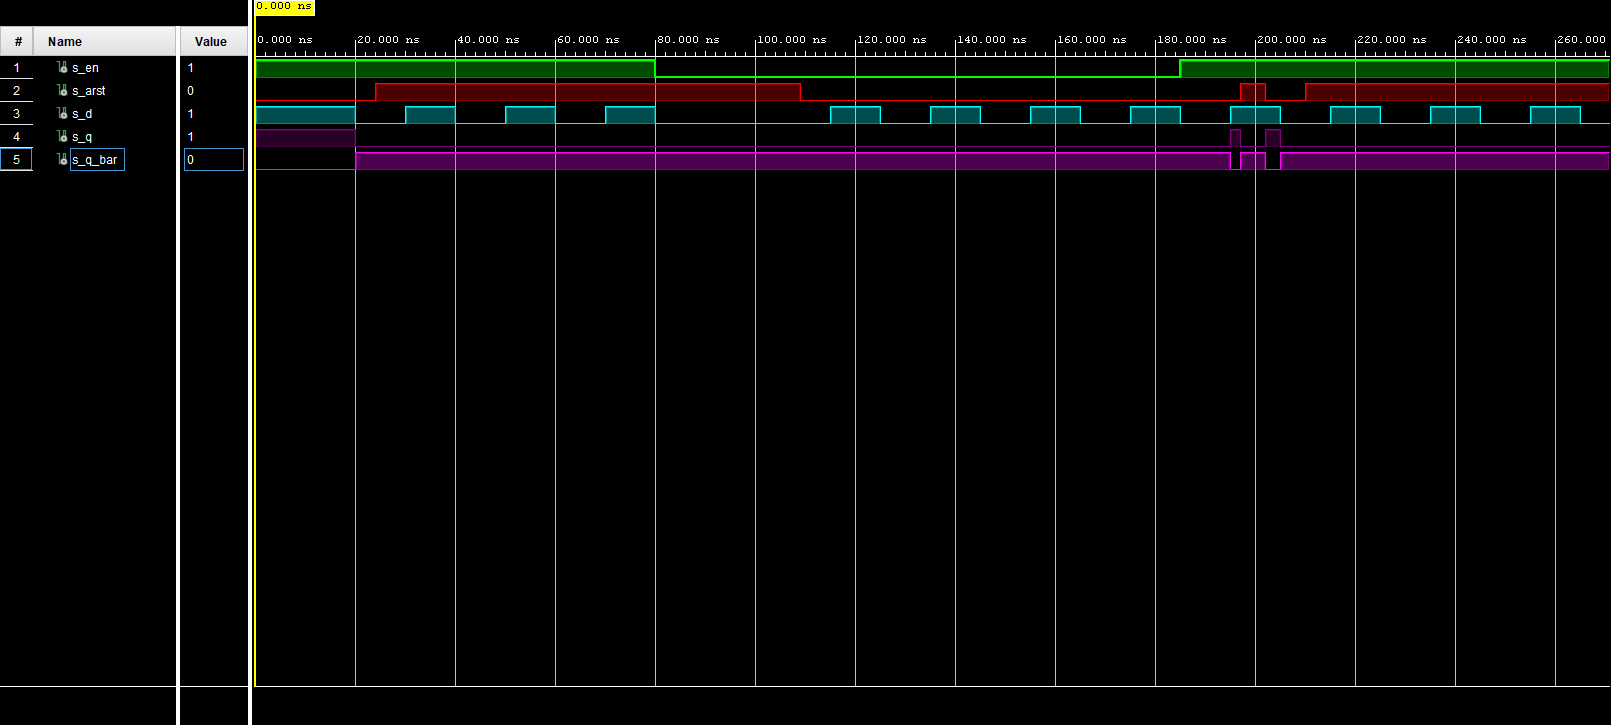 0.000 ns
# Name Value
0.000 ns 20.000 ns 40.000 ns 60.000 ns 80.000 ns 100.000 ns 120.000 ns 140.000 ns 160.000 ns 180.000 ns 200.000 ns 220.000 ns 240.000 ns 260.000
1 s_en 1
2 s_arst 0
3 s_d 1
4 s_q 1
5 s_q_bar 0